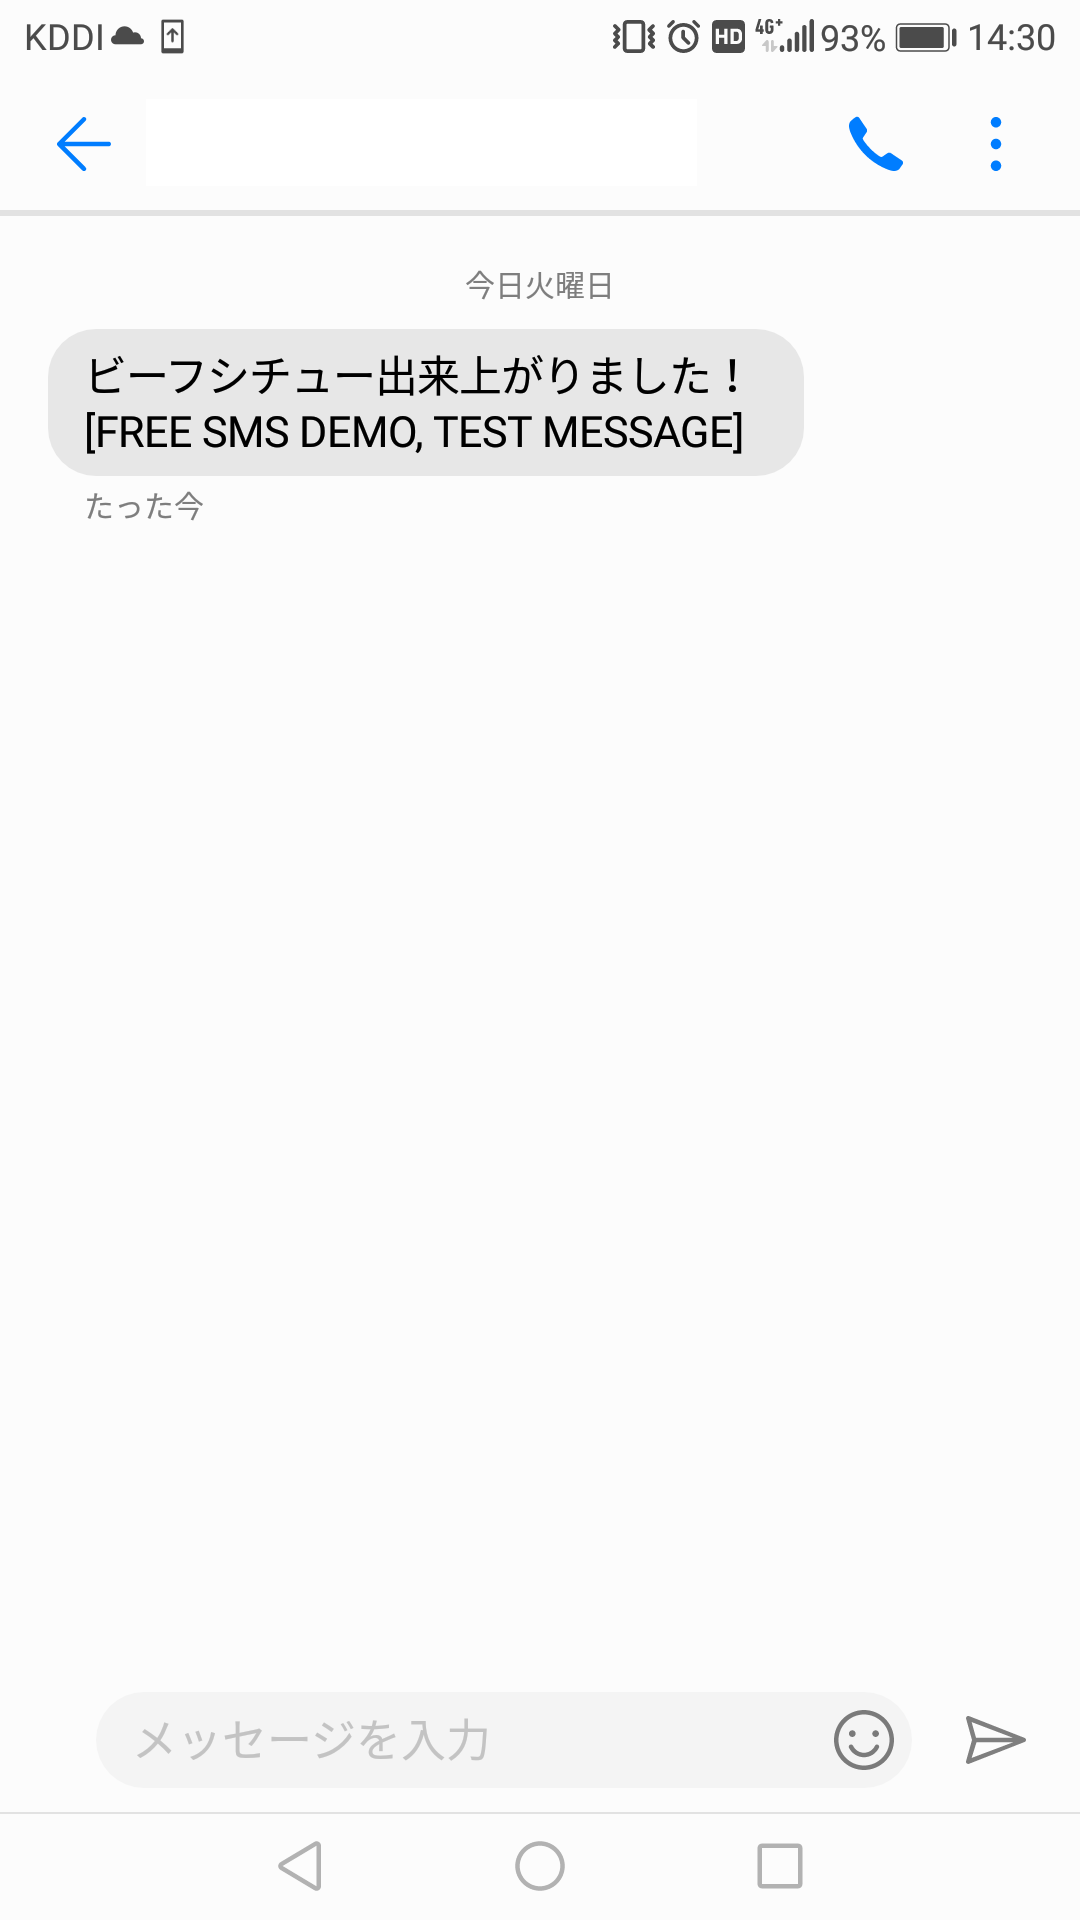 KDDI HD 4G+ 93% 14:30
今日火曜日
ビーフシチュー出来上がりました！
[FREE SMS DEMO, TEST MESSAGE]
たった今
メッセージを入力